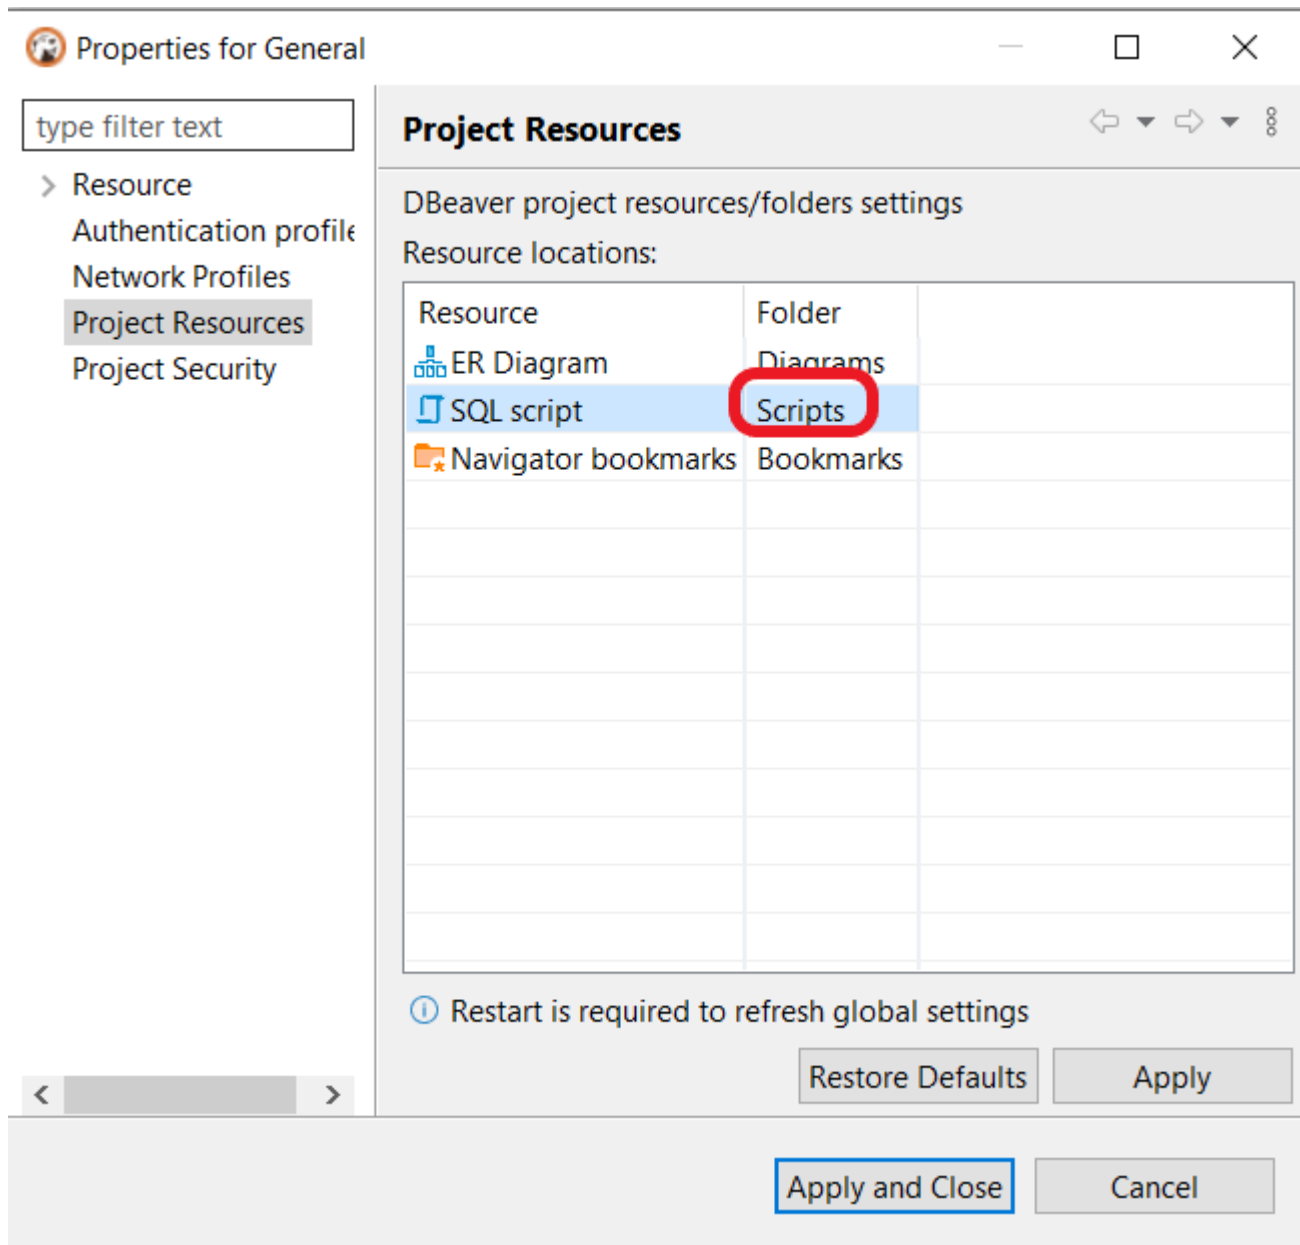 Properties for General
type filter text
Resource
Authentication profile
Network Profiles
Project Resources
Project Security
Project Resources
DBeaver project resources/folders settings
Resource locations:
Resource Folder
ER Diagram Diagrams
SQL script Scripts
Navigator bookmarks Bookmarks
Restart is required to refresh global settings
Restore Defaults Apply
Apply and Close Cancel